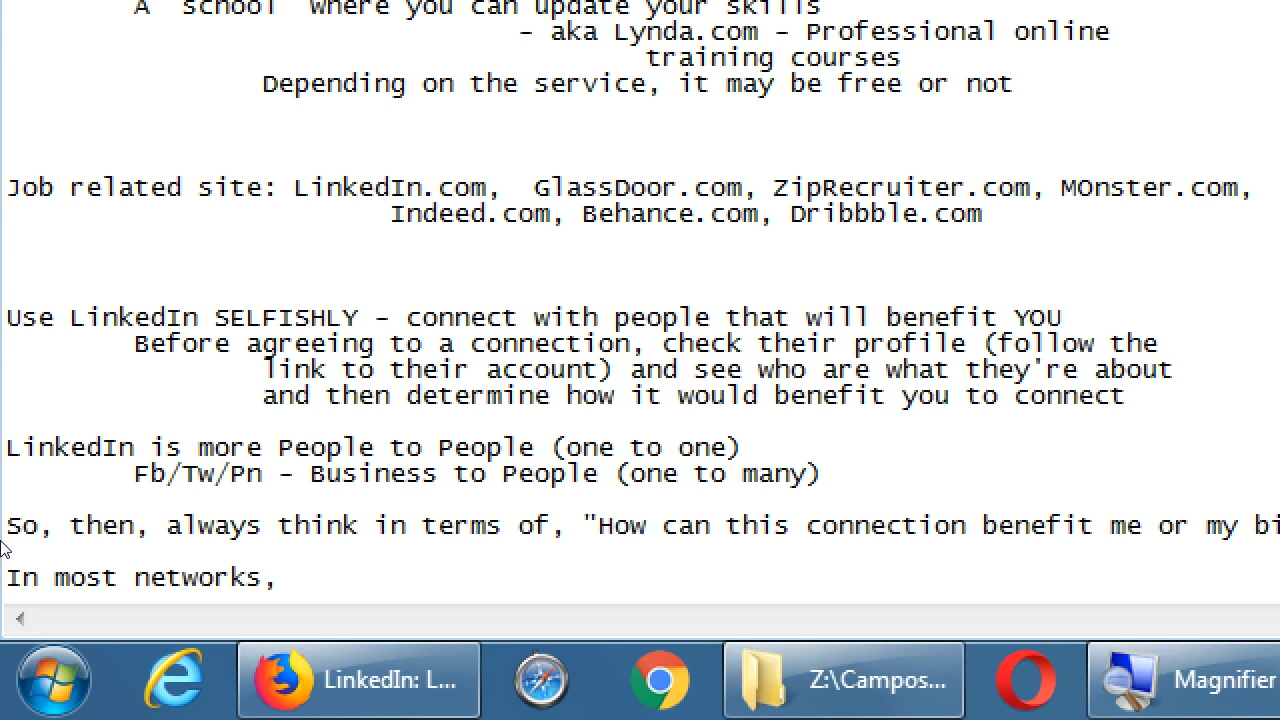 A "school" where you can update your skills
- aka Lynda.com - Professional online
training courses
Depending on the service, it may be free or not
Job related site: LinkedIn.com,  GlassDoor.com, ZipRecruiter.com, MOnster.com,
Indeed.com, Behance.com, Dribbble.com
Use LinkedIn SELFISHLY - connect with people that will benefit YOU
Before agreeing to a connection, check their profile (follow the
link to their account) and see who are what they're about
and then determine how it would benefit you to connect
LinkedIn is more People to People (one to one)
Fb/Tw/Pn - Business to People (one to many)
So, then, always think in terms of, "How can this connection benefit me or my bi
In most networks,
LinkedIn: L...
Z:\Campos...
Magnifier